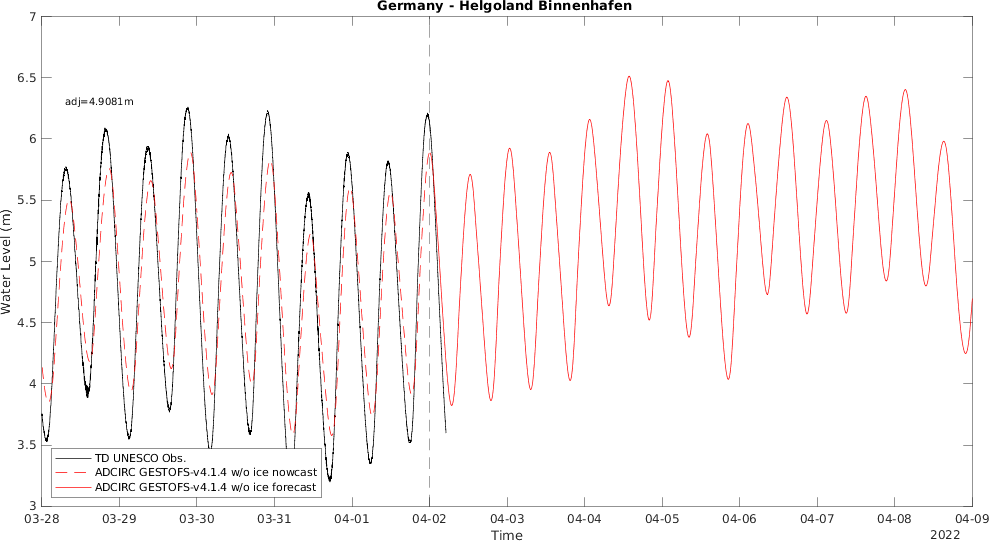 Germany - Helgoland Binnenhafen
7
6.5
6
5.5
5
4.5
4
3.5
3
Water Level (m)
adj=4.9081m
TD UNESCO Obs.
ADCIRC GESTOFS-v4.1.4 w/o ice nowcast
ADCIRC GESTOFS-v4.1.4 w/o ice forecast
03-28 03-29 03-30 03-31 04-01 04-02 04-03 04-04 04-05 04-06 04-07 04-08 04-09
Time
2022